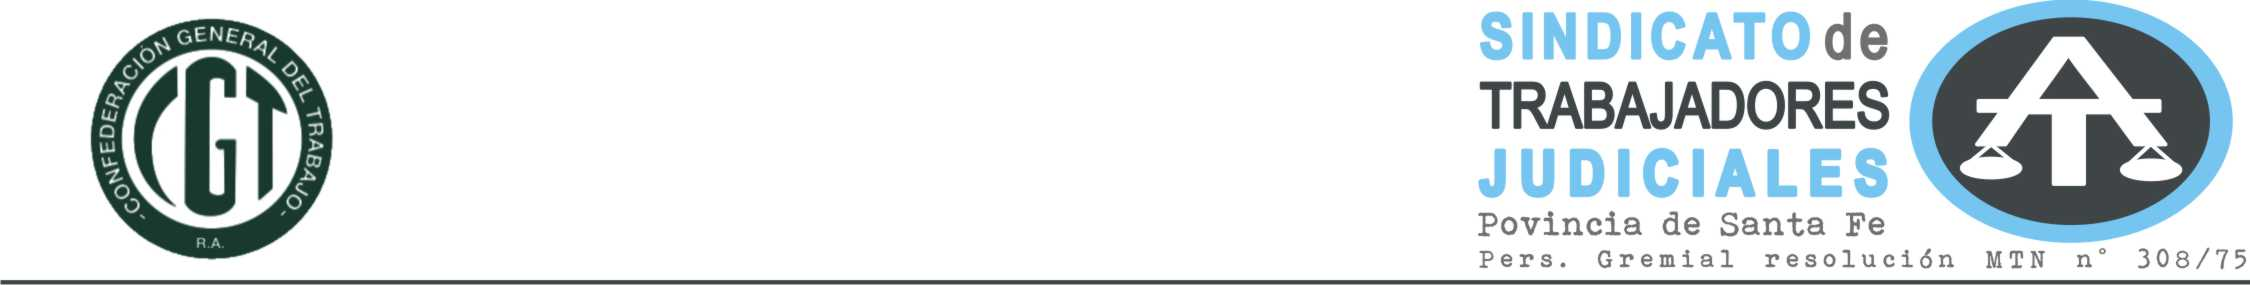 -CONFEDERACIÓN GENERAL DEL TRABAJO-
CGT
R.A.
SINDICATO de
TRABAJADORES
JUDICIALES
Povincia de Santa Fe
Pers. Gremial resolución MTN n° 308/75